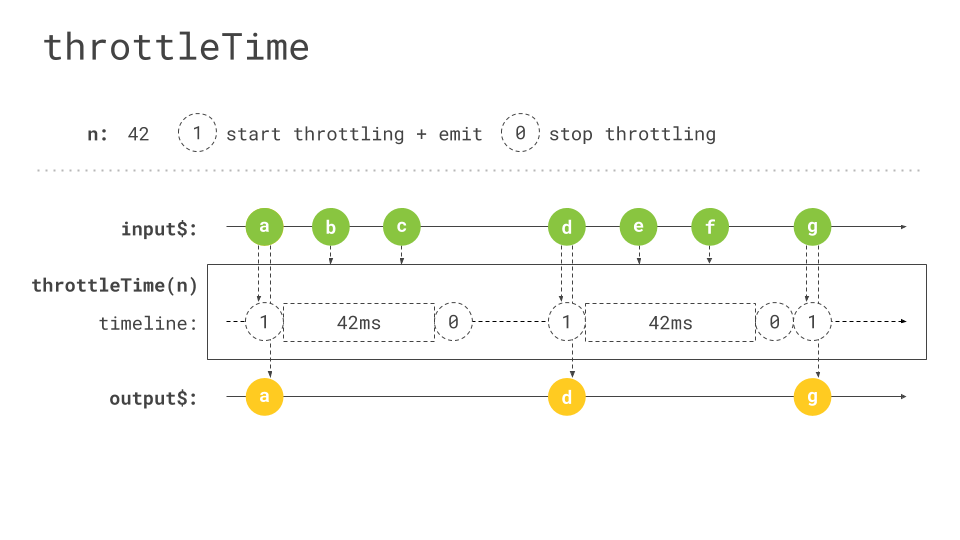 throttleTime
n: 42 1 start throttling + emit 0 stop throttling
input$: a b c d e f g
throttleTime(n)
timeline: 1 42ms 0 1 42ms 0 1
output$: a d g